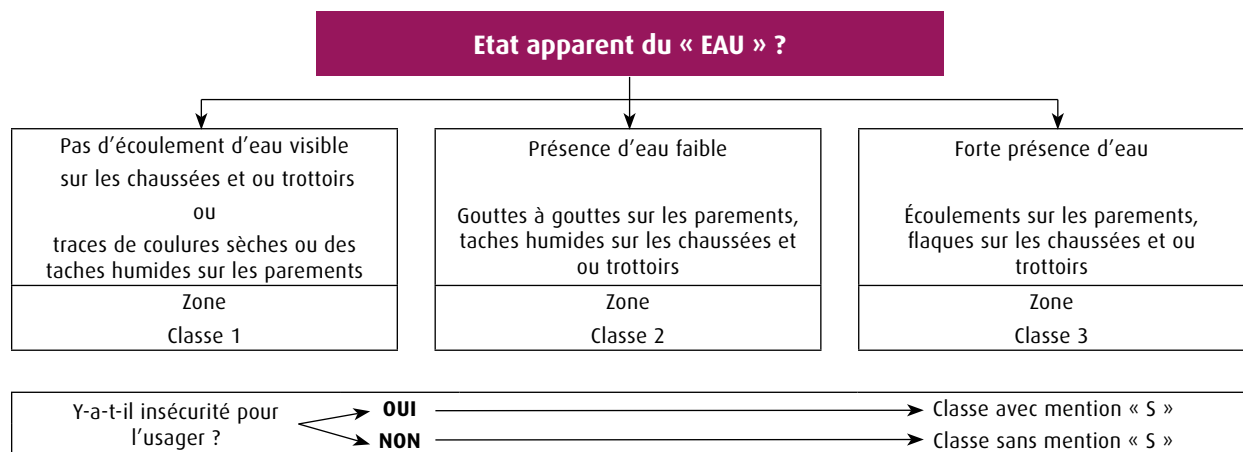 Etat apparent du « EAU » ?
Pas d'écoulement d'eau visible
sur les chaussées et ou trottoirs
ou
traces de coulures sèches ou des
taches humides sur les parements
Zone
Classe 1
Présence d'eau faible
Gouttes à gouttes sur les parements,
taches humides sur les chaussées et
ou trottoirs
Zone
Classe 2
Forte présence d'eau
Écoulements sur les parements,
flaques sur les chaussées et ou
trottoirs
Zone
Classe 3
Y-a-t-il insécurité pour
l'usager ?
OUI
Classe avec mention « S »
NON
Classe sans mention « S »